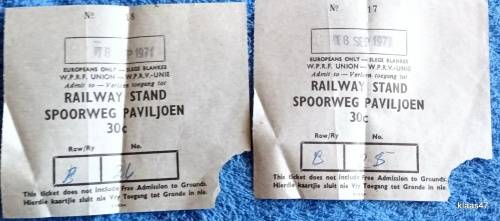 No
8 SEP 1971
EUROPEANS ONLY — SLEGS BLANKES
W.P.R.F. UNION — W.P.R.V.-UNIE
Admit to — Verleen toegang tot
RAILWAY STAND
SPOORWEG PAVILJOEN
30c
Row/Ry No.
B 26
This ticket does not include Free Admission to Grounds.
Hierdie kaartjie sluit nie Vry Toegang tot Gronde in nie.
No 17
8 SEP 1971
EUROPEANS ONLY — SLEGS BLANKES
W.P.R.F. UNION — W.P.R.V.-UNIE
Admit to — Verleen toegang tot
RAILWAY STAND
SPOORWEG PAVILJOEN
30c
Row/Ry No.
B 25
This ticket does not include Free Admission to Grounds.
Hierdie kaartjie sluit nie Vry Toegang tot Gronde in nie.
klaas47